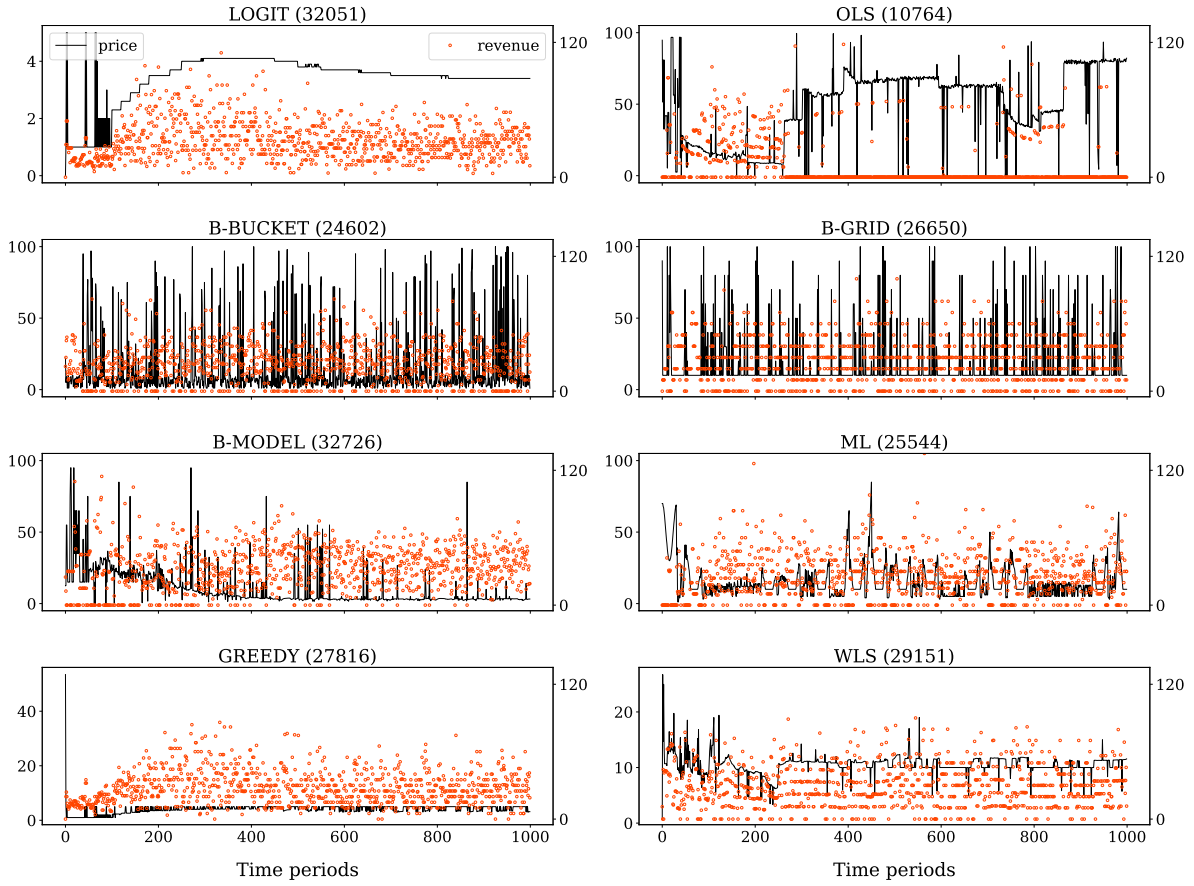 LOGIT (32051)
OLS (10764)
price
revenue
4
2
0
120
0
100
50
0
120
0
B-BUCKET (24602)
B-GRID (26650)
100
50
0
120
0
100
50
0
120
0
B-MODEL (32726)
ML (25544)
100
50
0
120
0
100
50
0
120
0
GREEDY (27816)
WLS (29151)
40
20
0
120
0
20
10
0
120
0
0 200 400 600 800 1000
0 200 400 600 800 1000
Time periods
Time periods